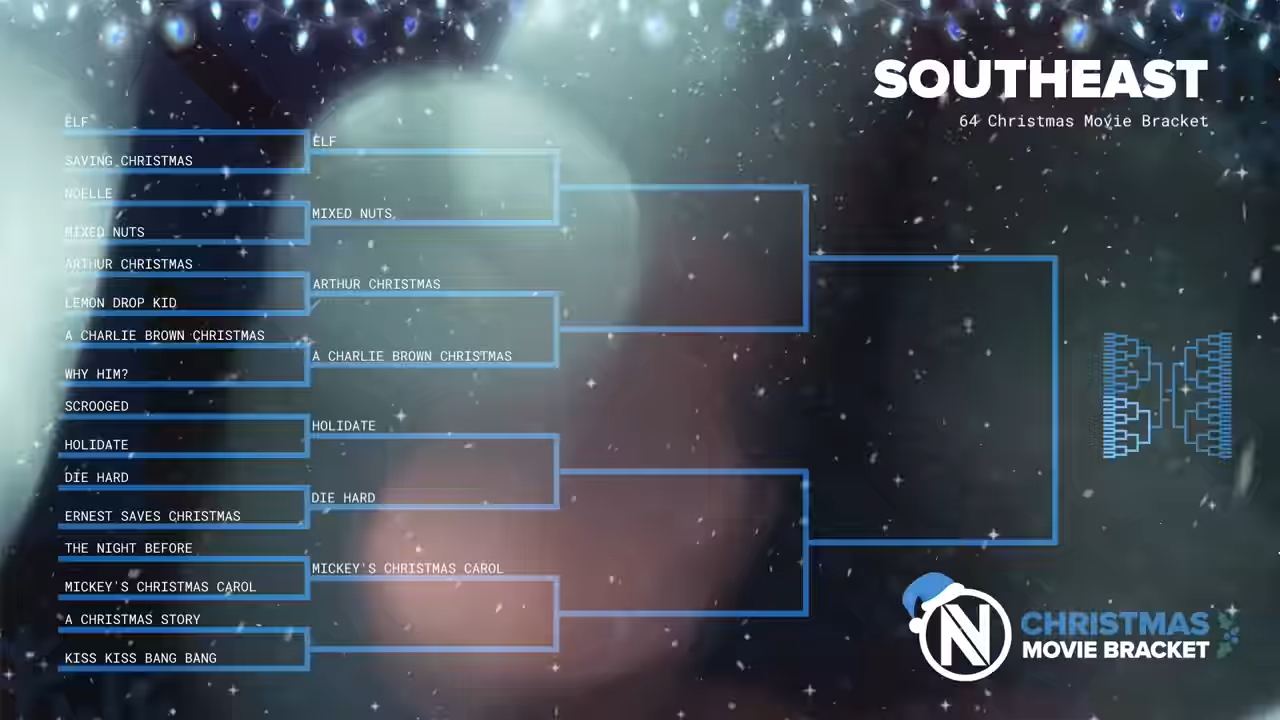 SOUTHEAST
64 Christmas Movie Bracket
ELF
SAVING CHRISTMAS
NOELLE
MIXED NUTS
ARTHUR CHRISTMAS
LEMON DROP KID
A CHARLIE BROWN CHRISTMAS
WHY HIM?
SCROOGED
HOLIDATE
DIE HARD
ERNEST SAVES CHRISTMAS
THE NIGHT BEFORE
MICKEY'S CHRISTMAS CAROL
A CHRISTMAS STORY
KISS KISS BANG BANG
ELF
MIXED NUTS
ARTHUR CHRISTMAS
A CHARLIE BROWN CHRISTMAS
HOLIDATE
DIE HARD
MICKEY'S CHRISTMAS CAROL
N
CHRISTMAS
MOVIE BRACKET